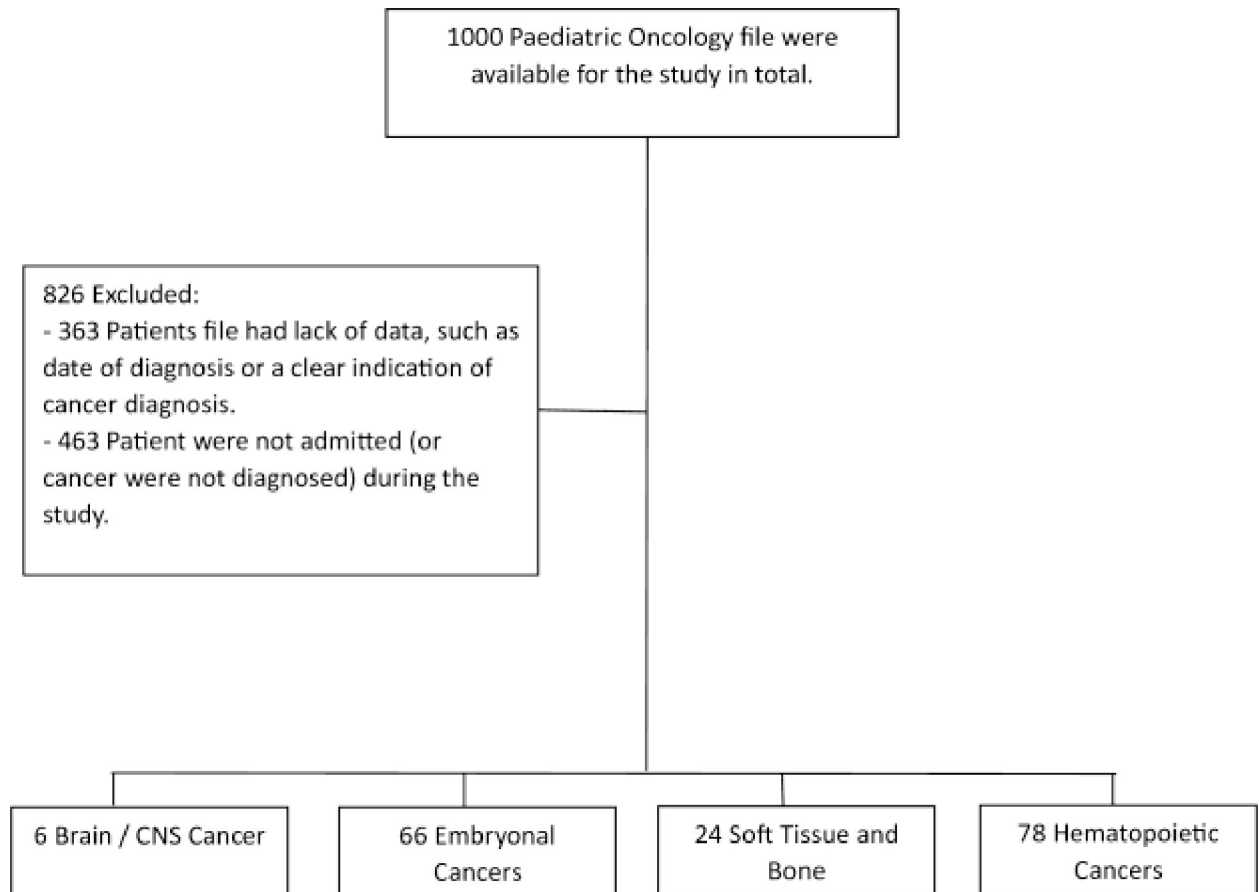 1000 Paediatric Oncology file were
available for the study in total.
826 Excluded:
- 363 Patients file had lack of data, such as
date of diagnosis or a clear indication of
cancer diagnosis.
- 463 Patient were not admitted (or
cancer were not diagnosed) during the
study.
6 Brain / CNS Cancer
66 Embryonal
Cancers
24 Soft Tissue and
Bone
78 Hematopoietic
Cancers